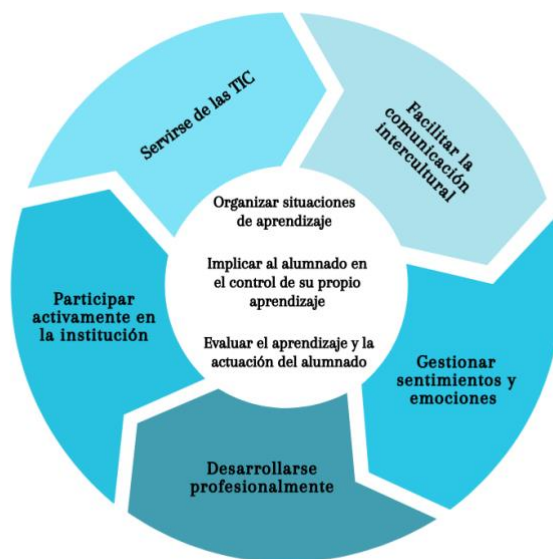 Servirse de las TIC
Facilitar la
comunicación
intercultural
Organizar situaciones
de aprendizaje
Implicar al alumnado en
el control de su propio
aprendizaje
Evaluar el aprendizaje y la
actuación del alumnado
Participar
activamente en
la institución
Gestionar
sentimientos y
emociones
Desarrollarse
profesionalmente